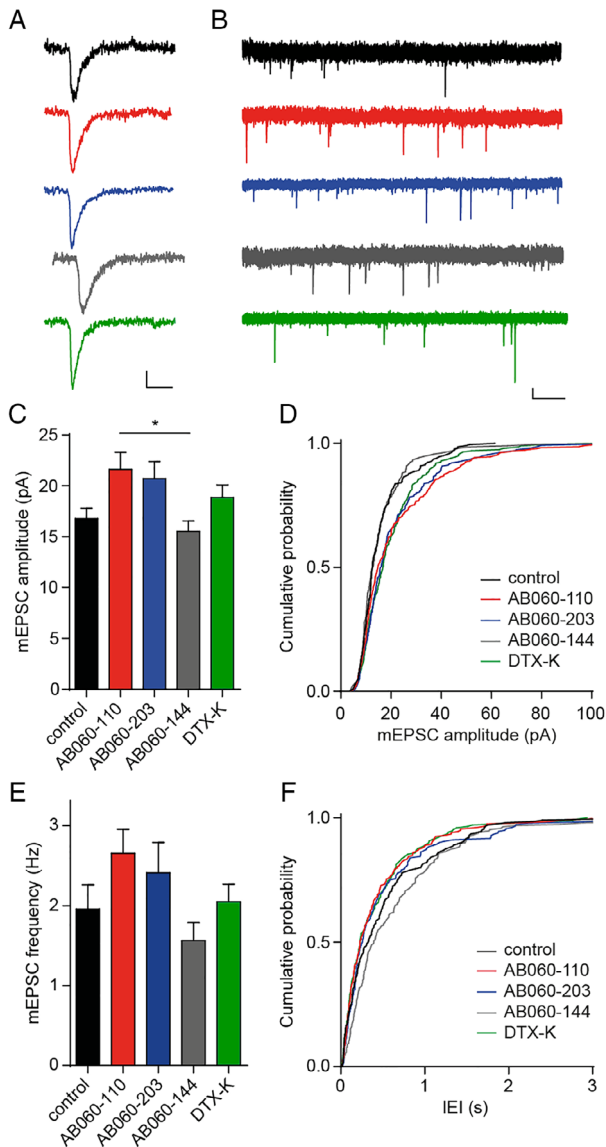 A
B
C
*
mEPSC amplitude (pA)
25
20
15
10
5
0
control
AB060-110
AB060-203
AB060-144
DTX-K
D
Cumulative probability
1.0
0.5
0.0
control
AB060-110
AB060-203
AB060-144
DTX-K
0 20 40 60 80 100
mEPSC amplitude (pA)
E
mEPSC frequency (Hz)
3
2
1
0
control
AB060-110
AB060-203
AB060-144
DTX-K
F
Cumulative probability
1.0
0.5
0.0
control
AB060-110
AB060-203
AB060-144
DTX-K
0 1 2 3
IEI (s)